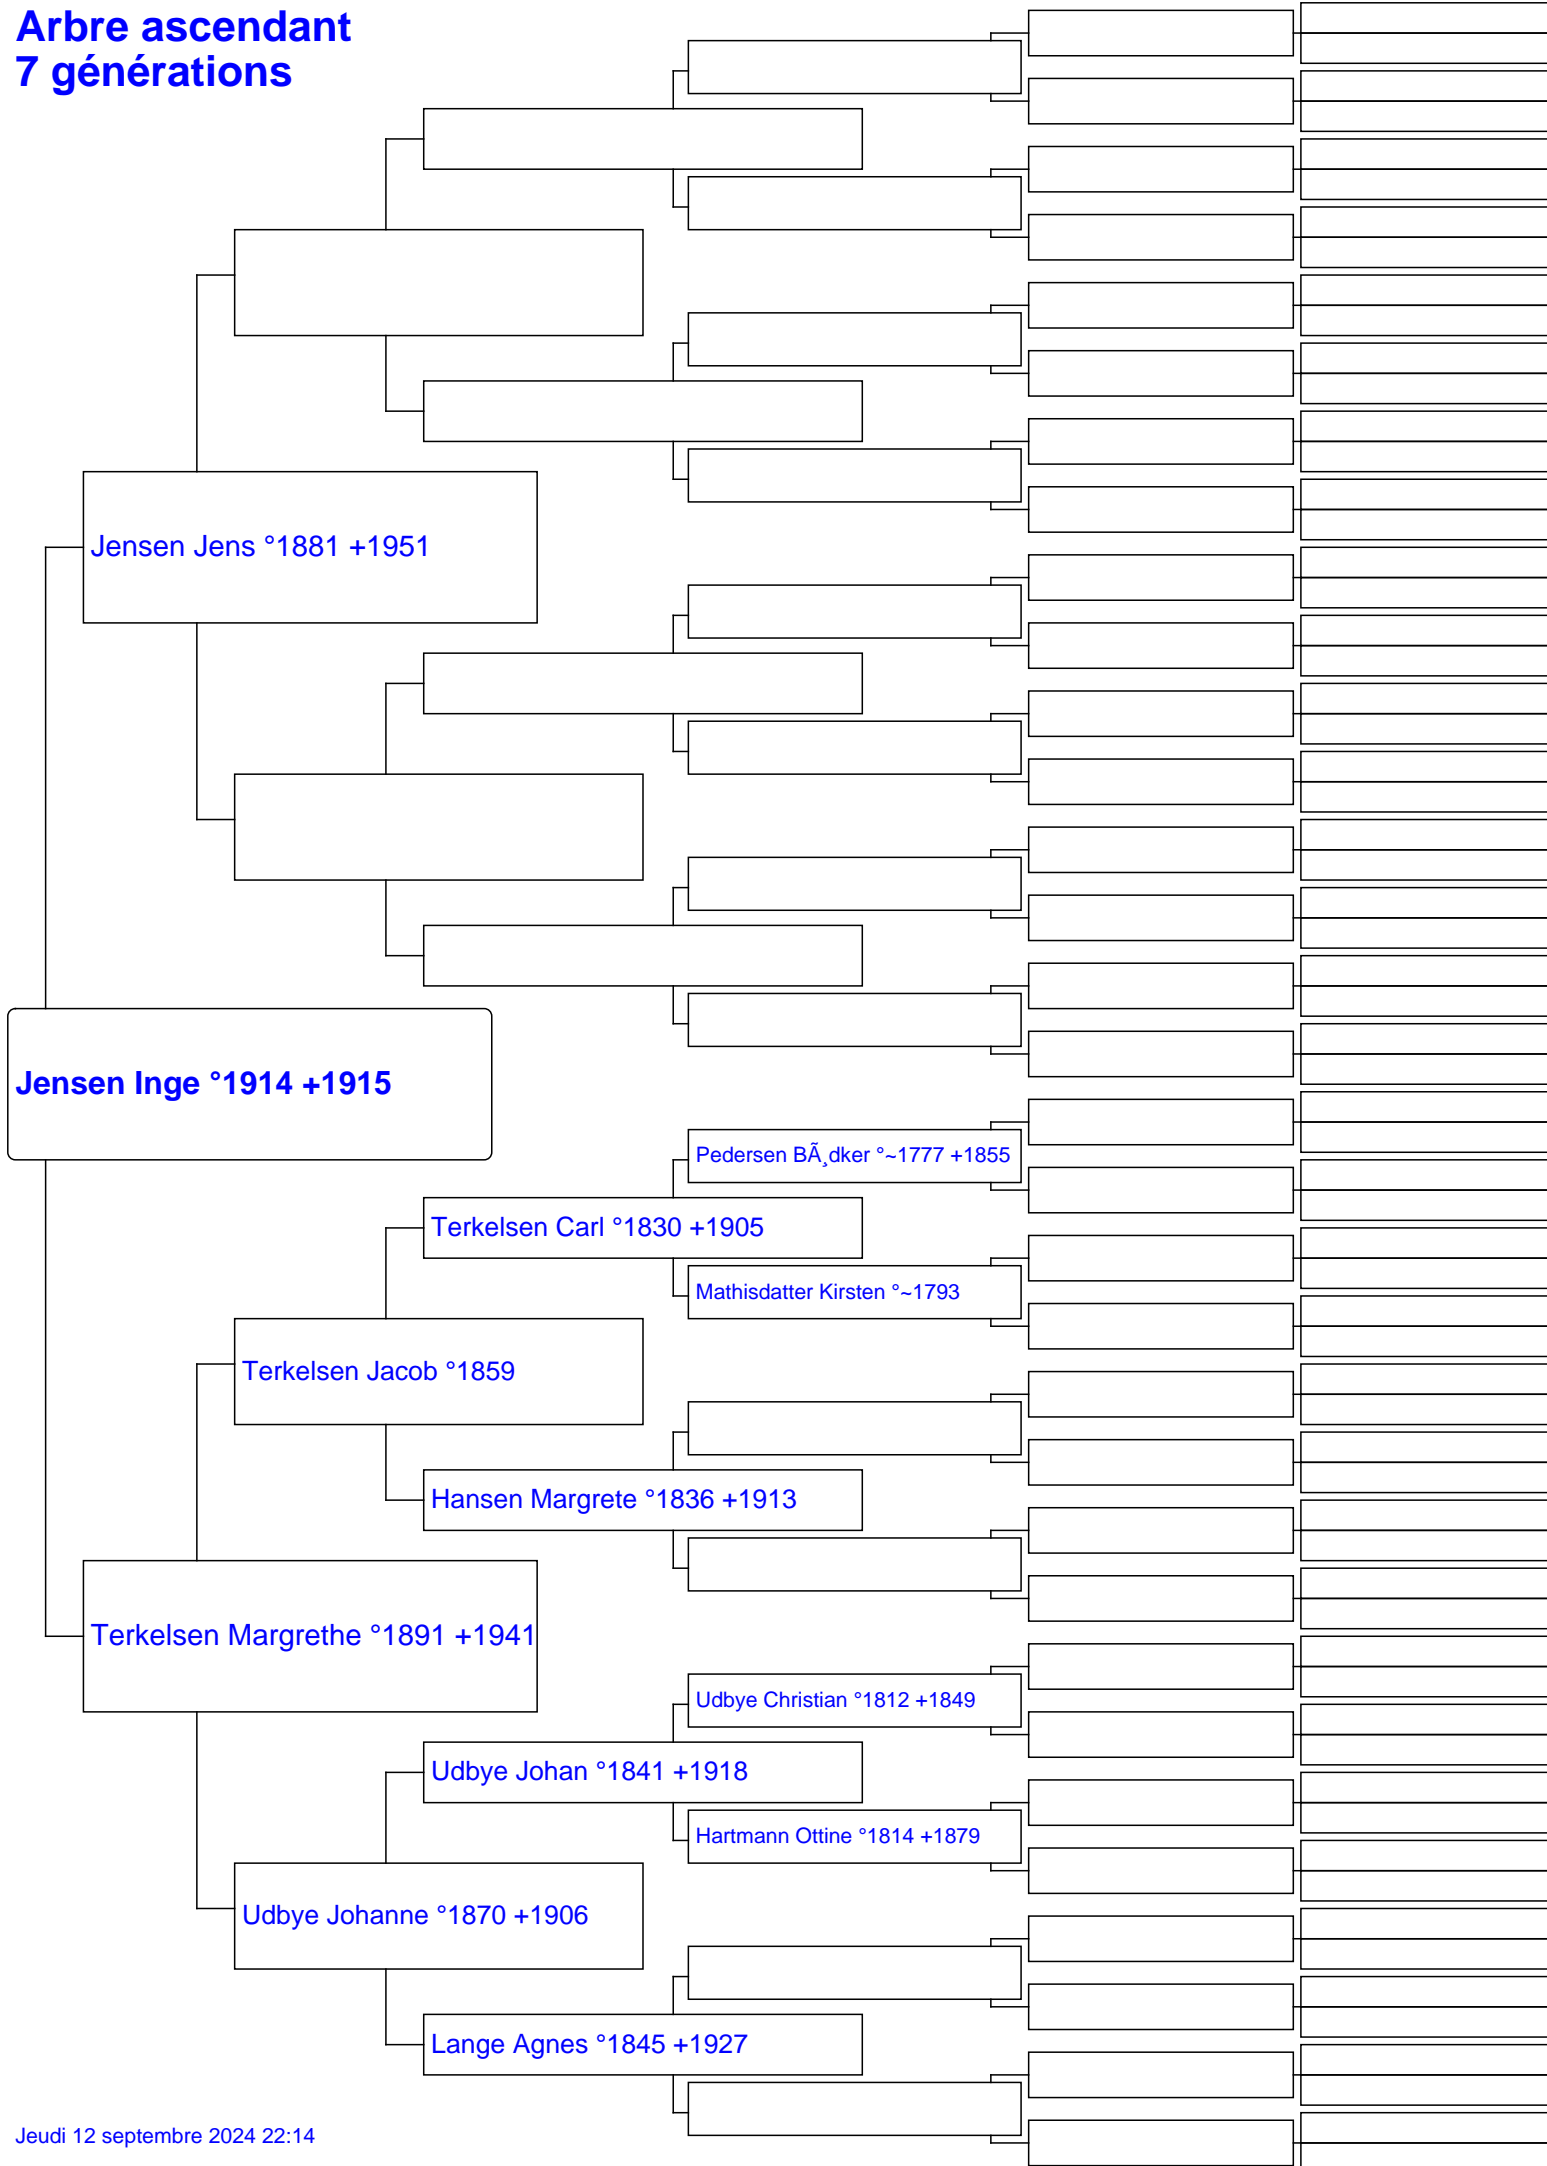 Arbre ascendant
7 générations
Jensen Jens °1881 +1951
Jensen Inge °1914 +1915
Pedersen BÃ¸dker °~1777 +1855
Terkelsen Carl °1830 +1905
Mathisdatter Kirsten °~1793
Terkelsen Jacob °1859
Hansen Margrete °1836 +1913
Terkelsen Margrethe °1891 +1941
Udbye Christian °1812 +1849
Udbye Johan °1841 +1918
Hartmann Ottine °1814 +1879
Udbye Johanne °1870 +1906
Lange Agnes °1845 +1927
Jeudi 12 septembre 2024 22:14